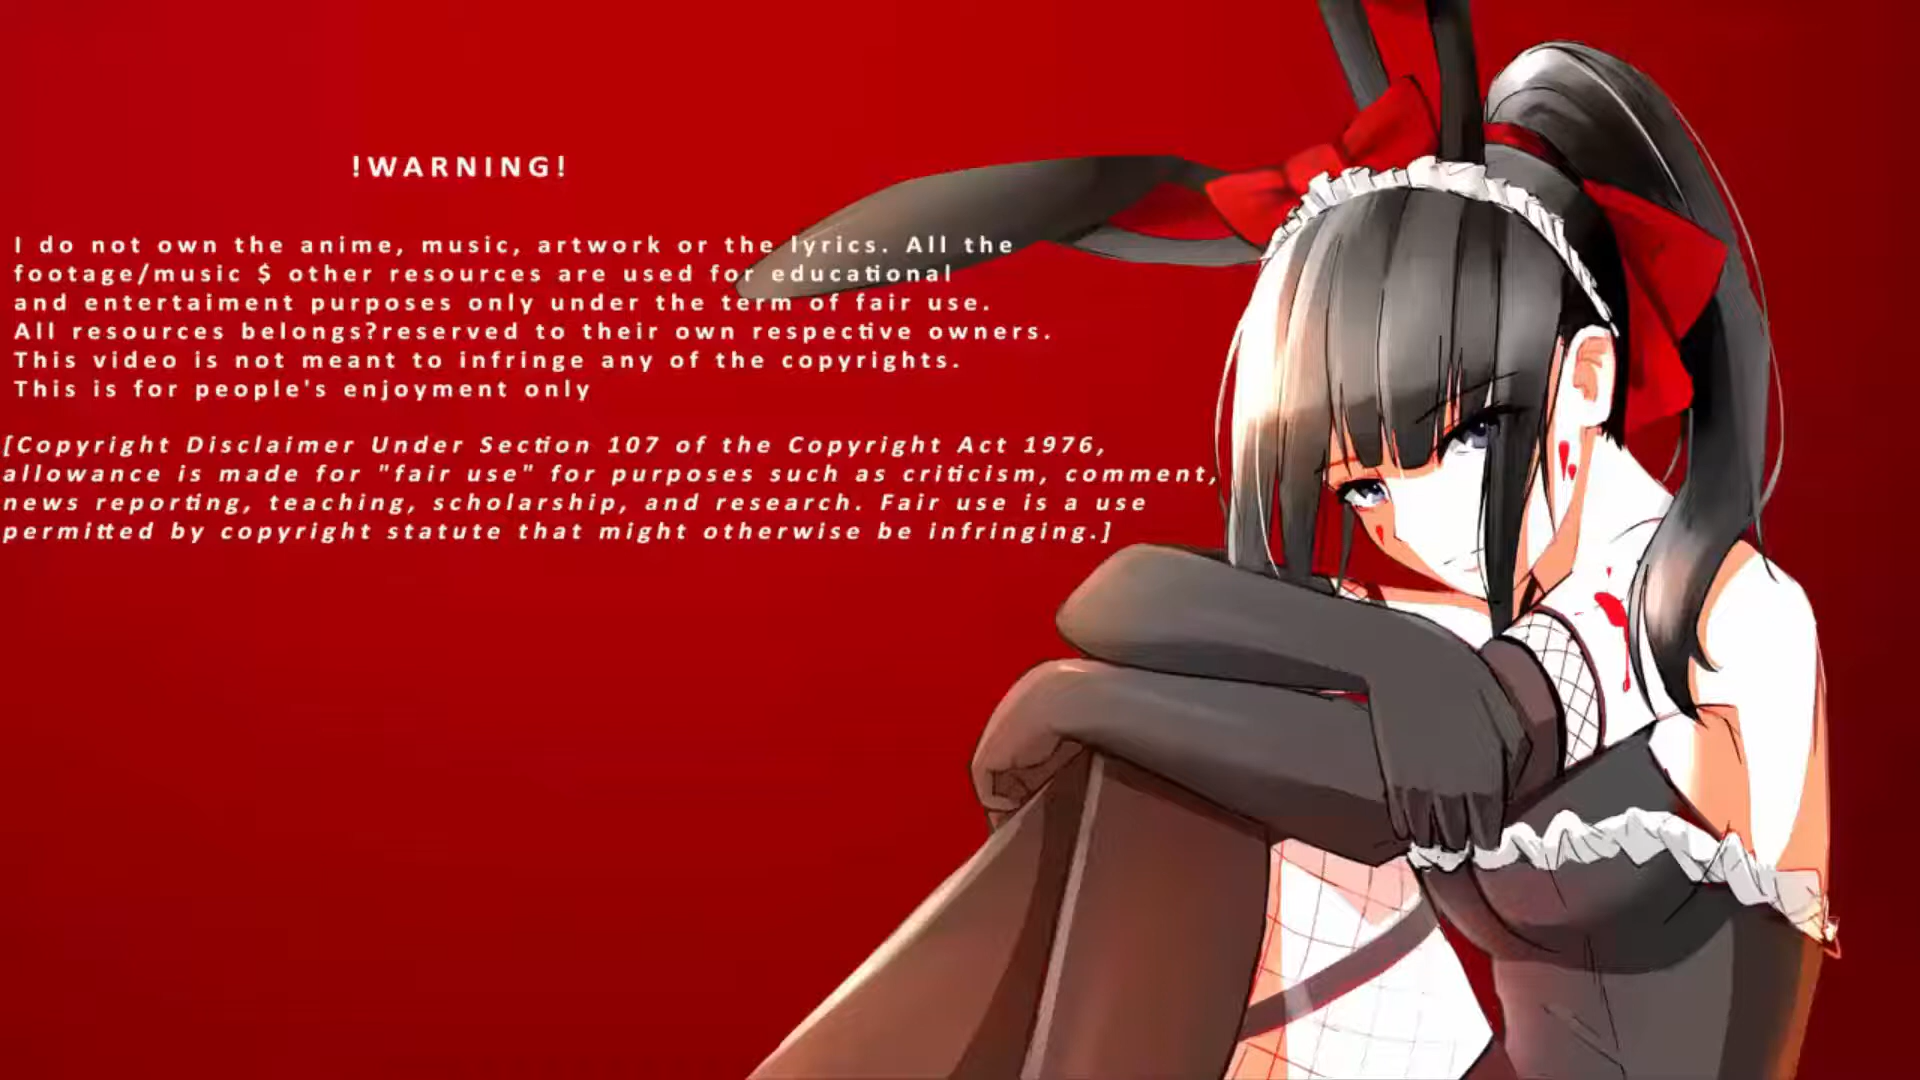 !WARNING!
I do not own the anime, music, artwork or the lyrics. All the
footage/music $ other resources are used for educational
and entertaiment purposes only under the term of fair use.
All resources belongs?reserved to their own respective owners.
This video is not meant to infringe any of the copyrights.
This is for people's enjoyment only
[Copyright Disclaimer Under Section 107 of the Copyright Act 1976,
allowance is made for "fair use" for purposes such as criticism, comment,
news reporting, teaching, scholarship, and research. Fair use is a use
permitted by copyright statute that might otherwise be infringing.]